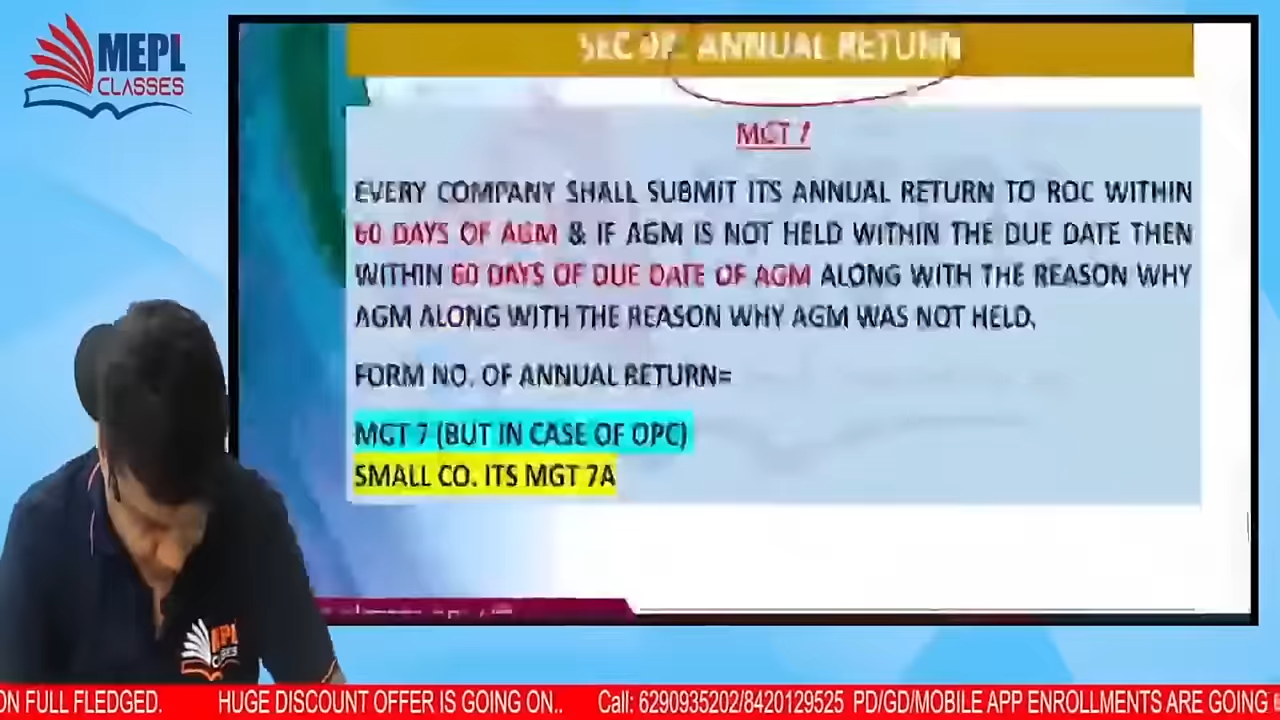 MEPL
CLASSES
ANNUAL RETURN
MGT 7
EVERY COMPANY SHALL SUBMIT ITS ANNUAL RETURN TO ROC WITHIN
60 DAYS OF AGM & IF AGM IS NOT HELD WITHIN THE DUE DATE THEN
WITHIN 60 DAYS OF DUE DATE OF AGM ALONG WITH THE REASON WHY
AGM ALONG WITH THE REASON WHY AGM WAS NOT HELD.
FORM NO. OF ANNUAL RETURN=
MGT 7 (BUT IN CASE OF OPC)
SMALL CO. ITS MGT 7A
MEPL
CLASSES
ON FULL FLEDGED. HUGE DISCOUNT OFFER IS GOING ON.. Call: 6290935202/8420129525 PD/GD/MOBILE APP ENROLLMENTS ARE GOING